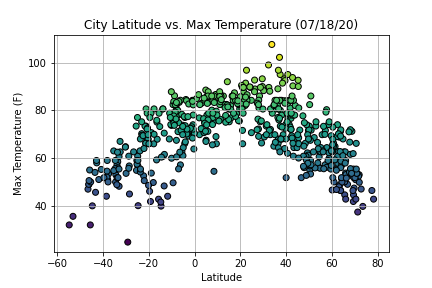 City Latitude vs. Max Temperature (07/18/20)
Max Temperature (F)
100
80
60
40
−60 −40 −20 0 20 40 60 80
Latitude